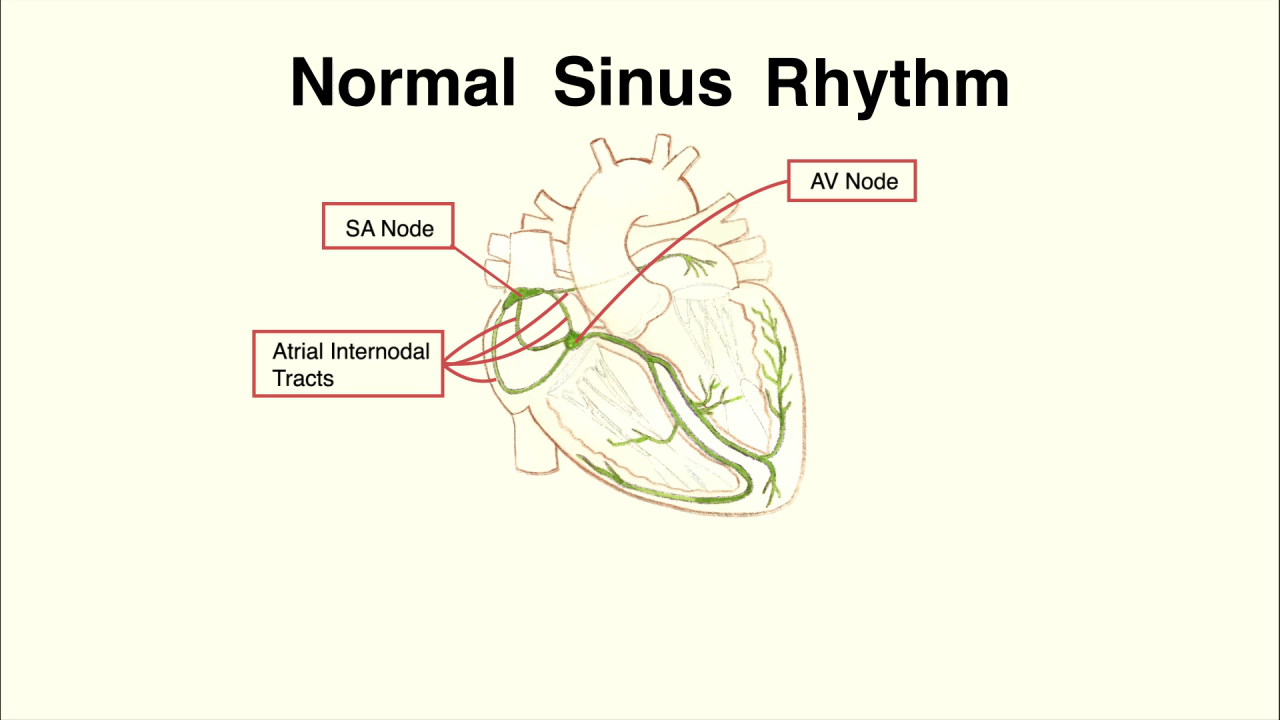 Normal Sinus Rhythm
AV Node
SA Node
Atrial Internodal
Tracts